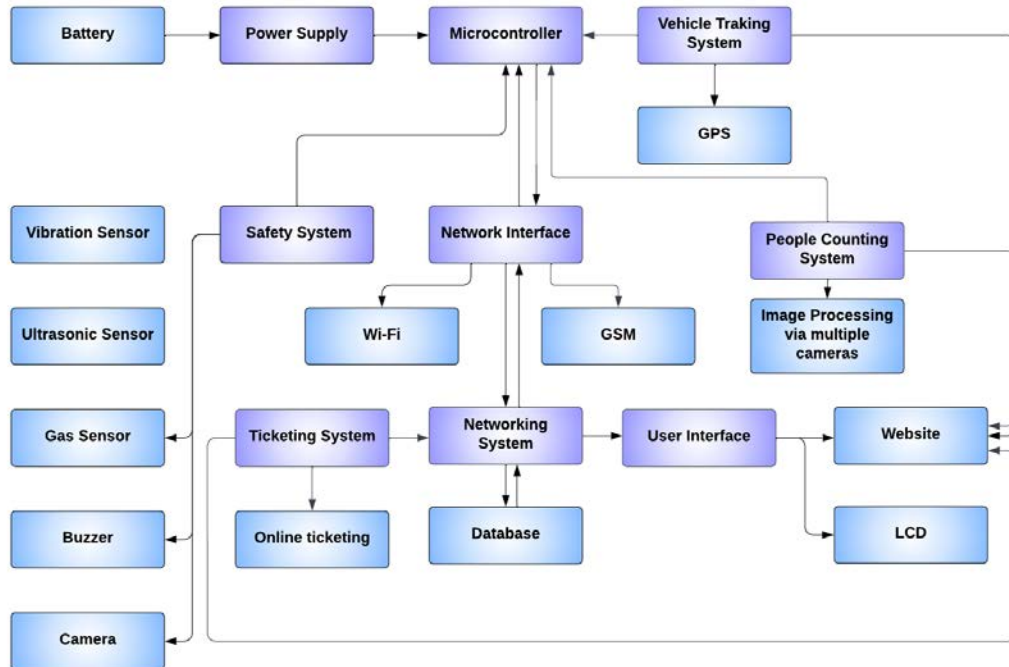 Battery
Power Supply
Microcontroller
Vehicle Traking
System
GPS
Vibration Sensor
Safety System
Network Interface
People Counting
System
Ultrasonic Sensor
Wi-Fi
GSM
Image Processing
via multiple
cameras
Gas Sensor
Ticketing System
Networking
System
User Interface
Website
Buzzer
Online ticketing
Database
LCD
Camera